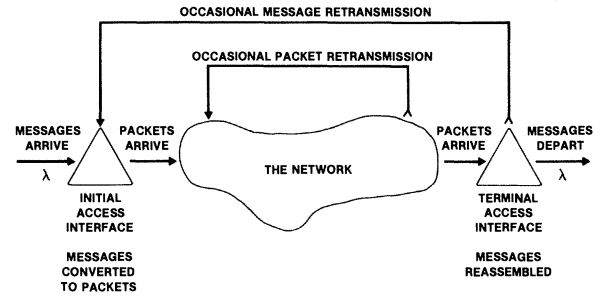 OCCASIONAL MESSAGE RETRANSMISSION
OCCASIONAL PACKET RETRANSMISSION
MESSAGES
ARRIVE
λ
PACKETS
ARRIVE
THE NETWORK
PACKETS
ARRIVE
MESSAGES
DEPART
λ
INITIAL
ACCESS
INTERFACE
MESSAGES
CONVERTED
TO PACKETS
TERMINAL
ACCESS
INTERFACE
MESSAGES
REASSEMBLED